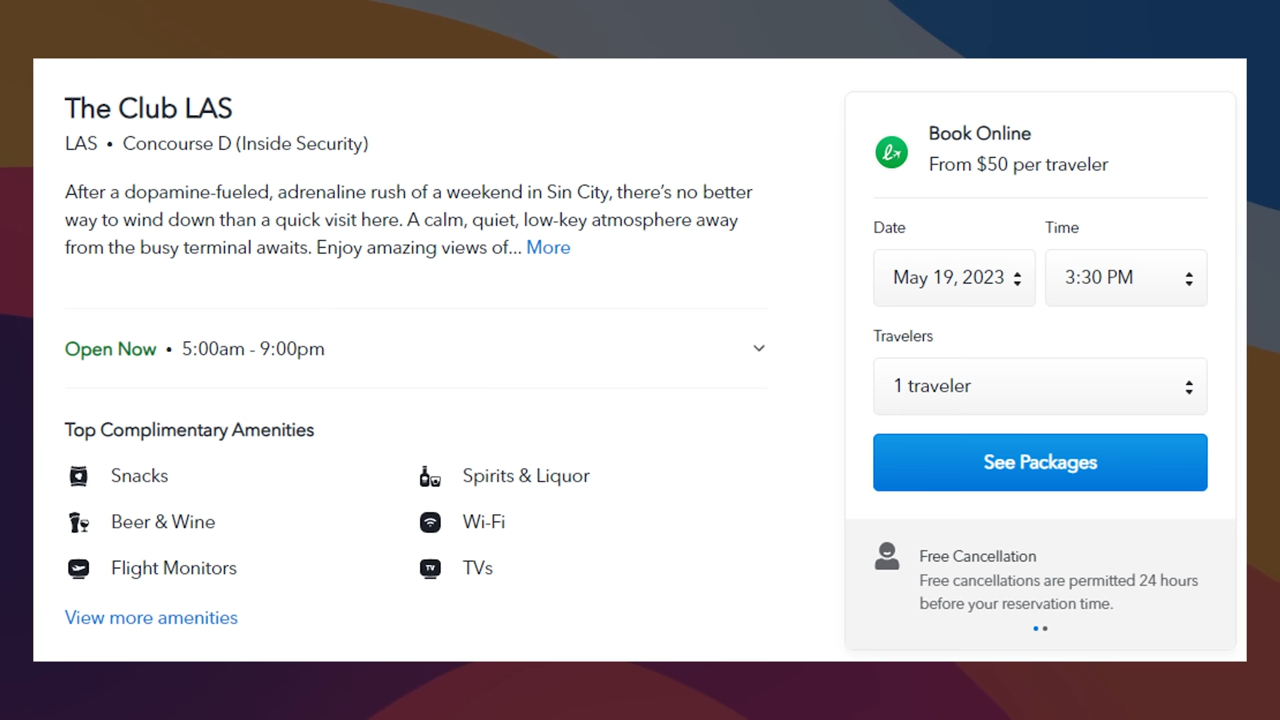 The Club LAS
LAS • Concourse D (Inside Security)
After a dopamine-fueled, adrenaline rush of a weekend in Sin City, there’s no better
way to wind down than a quick visit here. A calm, quiet, low-key atmosphere away
from the busy terminal awaits. Enjoy amazing views of... More
Open Now • 5:00am - 9:00pm
Top Complimentary Amenities
Snacks
Spirits & Liquor
Beer & Wine
Wi-Fi
Flight Monitors
TV
TVs
View more amenities
Book Online
From $50 per traveler
Date
Time
May 19, 2023
3:30 PM
Travelers
1 traveler
See Packages
Free Cancellation
Free cancellations are permitted 24 hours
before your reservation time.